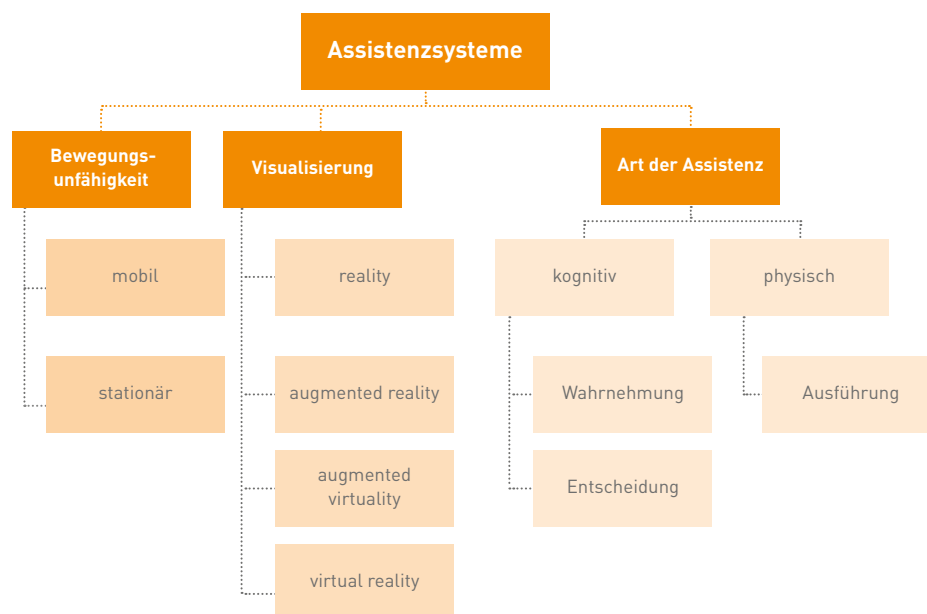 Assistenzsysteme
Bewegungs-
unfähigkeit
Visualisierung
Art der Assistenz
mobil
reality
kognitiv
physisch
stationär
augmented reality
Wahrnehmung
Ausführung
augmented
virtuality
Entscheidung
virtual reality